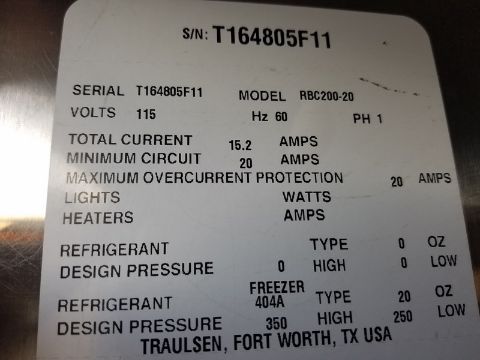 S/N: T164805F11
SERIAL T164805F11 MODEL RBC200-20
VOLTS 115 Hz 60 PH 1
TOTAL CURRENT 15.2 AMPS
MINIMUM CIRCUIT 20 AMPS
MAXIMUM OVERCURRENT PROTECTION 20 AMPS
LIGHTS WATTS
HEATERS AMPS
REFRIGERANT TYPE 0 OZ
DESIGN PRESSURE 0 HIGH 0 LOW
FREEZER
REFRIGERANT 404A TYPE 20 OZ
DESIGN PRESSURE 350 HIGH 250 LOW
TRAULSEN, FORT WORTH, TX USA